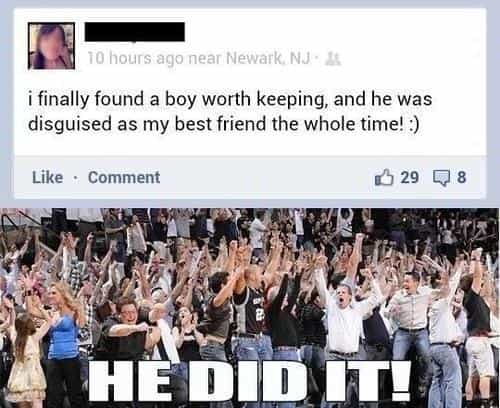 10 hours ago near Newark, NJ ·
i finally found a boy worth keeping, and he was
disguised as my best friend the whole time! :)
Like · Comment
29 8
HE DID IT!